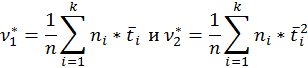 ν₁* = 1/n ∑_{i=1}^{k} nᵢ * t̄ᵢ и ν₂* = 1/n ∑_{i=1}^{k} nᵢ * t̄ᵢ²